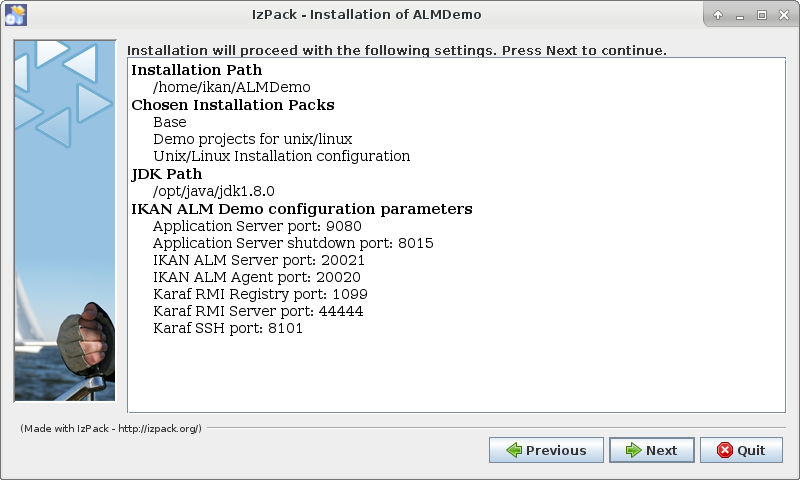 IzPack - Installation of ALMDemo
Installation will proceed with the following settings. Press Next to continue.
Installation Path
/home/ikan/ALMDemo
Chosen Installation Packs
Base
Demo projects for unix/linux
Unix/Linux Installation configuration
JDK Path
/opt/java/jdk1.8.0
IKAN ALM Demo configuration parameters
Application Server port: 9080
Application Server shutdown port: 8015
IKAN ALM Server port: 20021
IKAN ALM Agent port: 20020
Karaf RMI Registry port: 1099
Karaf RMI Server port: 44444
Karaf SSH port: 8101
(Made with IzPack - http://izpack.org/)
Previous Next Quit